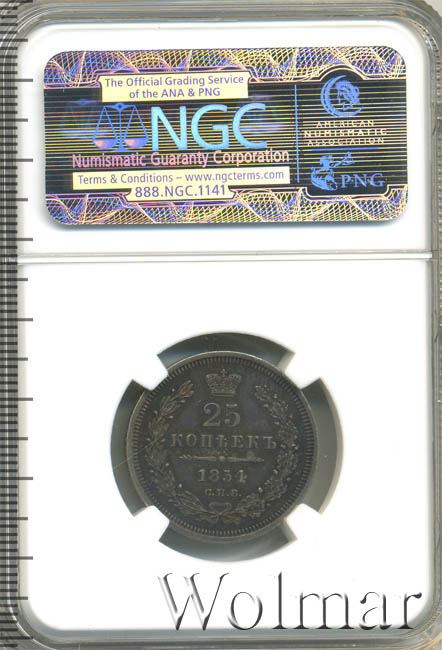 The Official Grading Service
of the ANA & PNG
NGC
Numismatic Guaranty Corporation
Terms & Conditions – www.ngcterms.com
888.NGC.1141
AMERICAN
NUMISMATIC
ASSOCIATION
PNG
25
КОПѢЕКЪ
1854
С.П.Б.
Wolmar